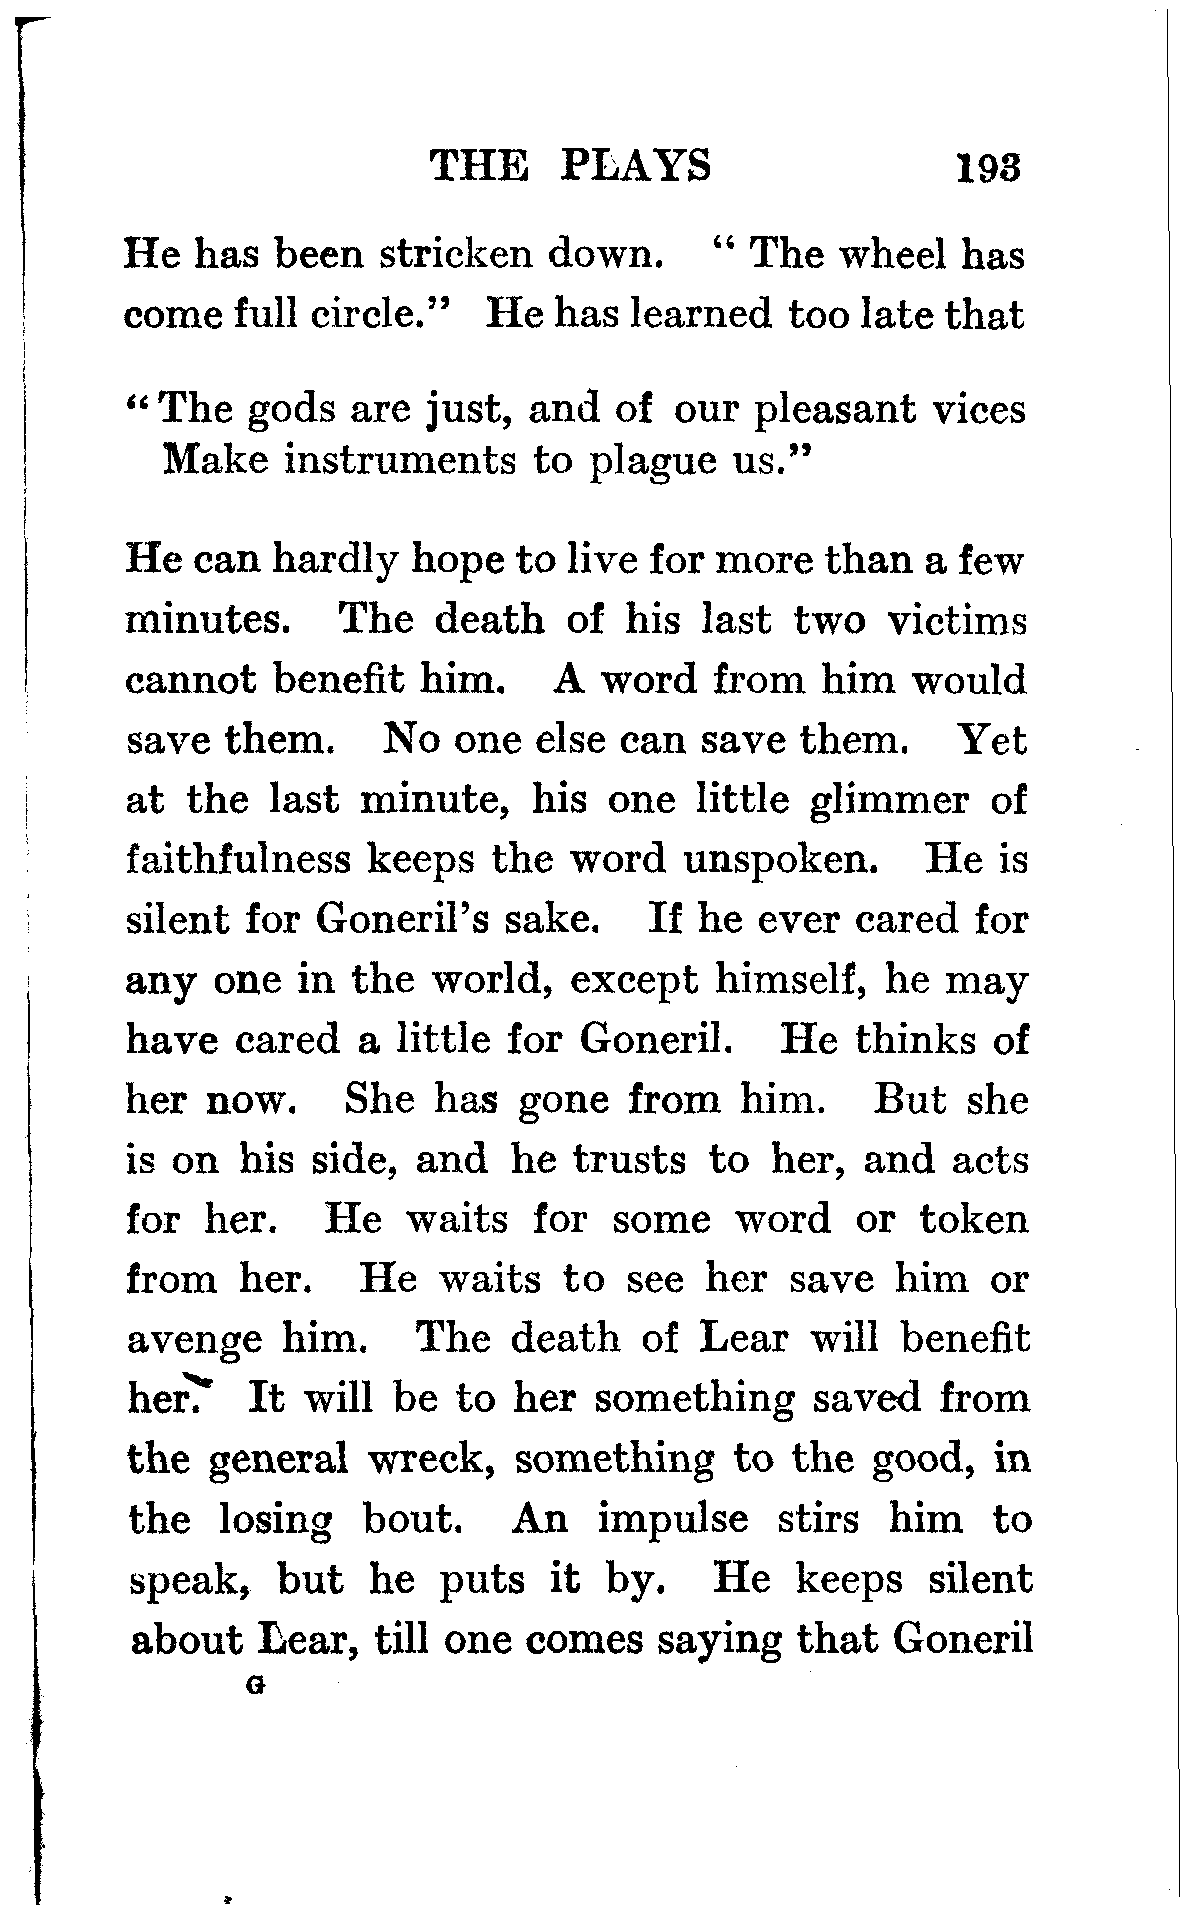 THE PLAYS 193
He has been stricken down. “ The wheel has
come full circle.” He has learned too late that
“ The gods are just, and of our pleasant vices
Make instruments to plague us.”
He can hardly hope to live for more than a few
minutes. The death of his last two victims
cannot benefit him. A word from him would
save them. No one else can save them. Yet
at the last minute, his one little glimmer of
faithfulness keeps the word unspoken. He is
silent for Goneril’s sake. If he ever cared for
any one in the world, except himself, he may
have cared a little for Goneril. He thinks of
her now. She has gone from him. But she
is on his side, and he trusts to her, and acts
for her. He waits for some word or token
from her. He waits to see her save him or
avenge him. The death of Lear will benefit
her. It will be to her something saved from
the general wreck, something to the good, in
the losing bout. An impulse stirs him to
speak, but he puts it by. He keeps silent
about Lear, till one comes saying that Goneril
G